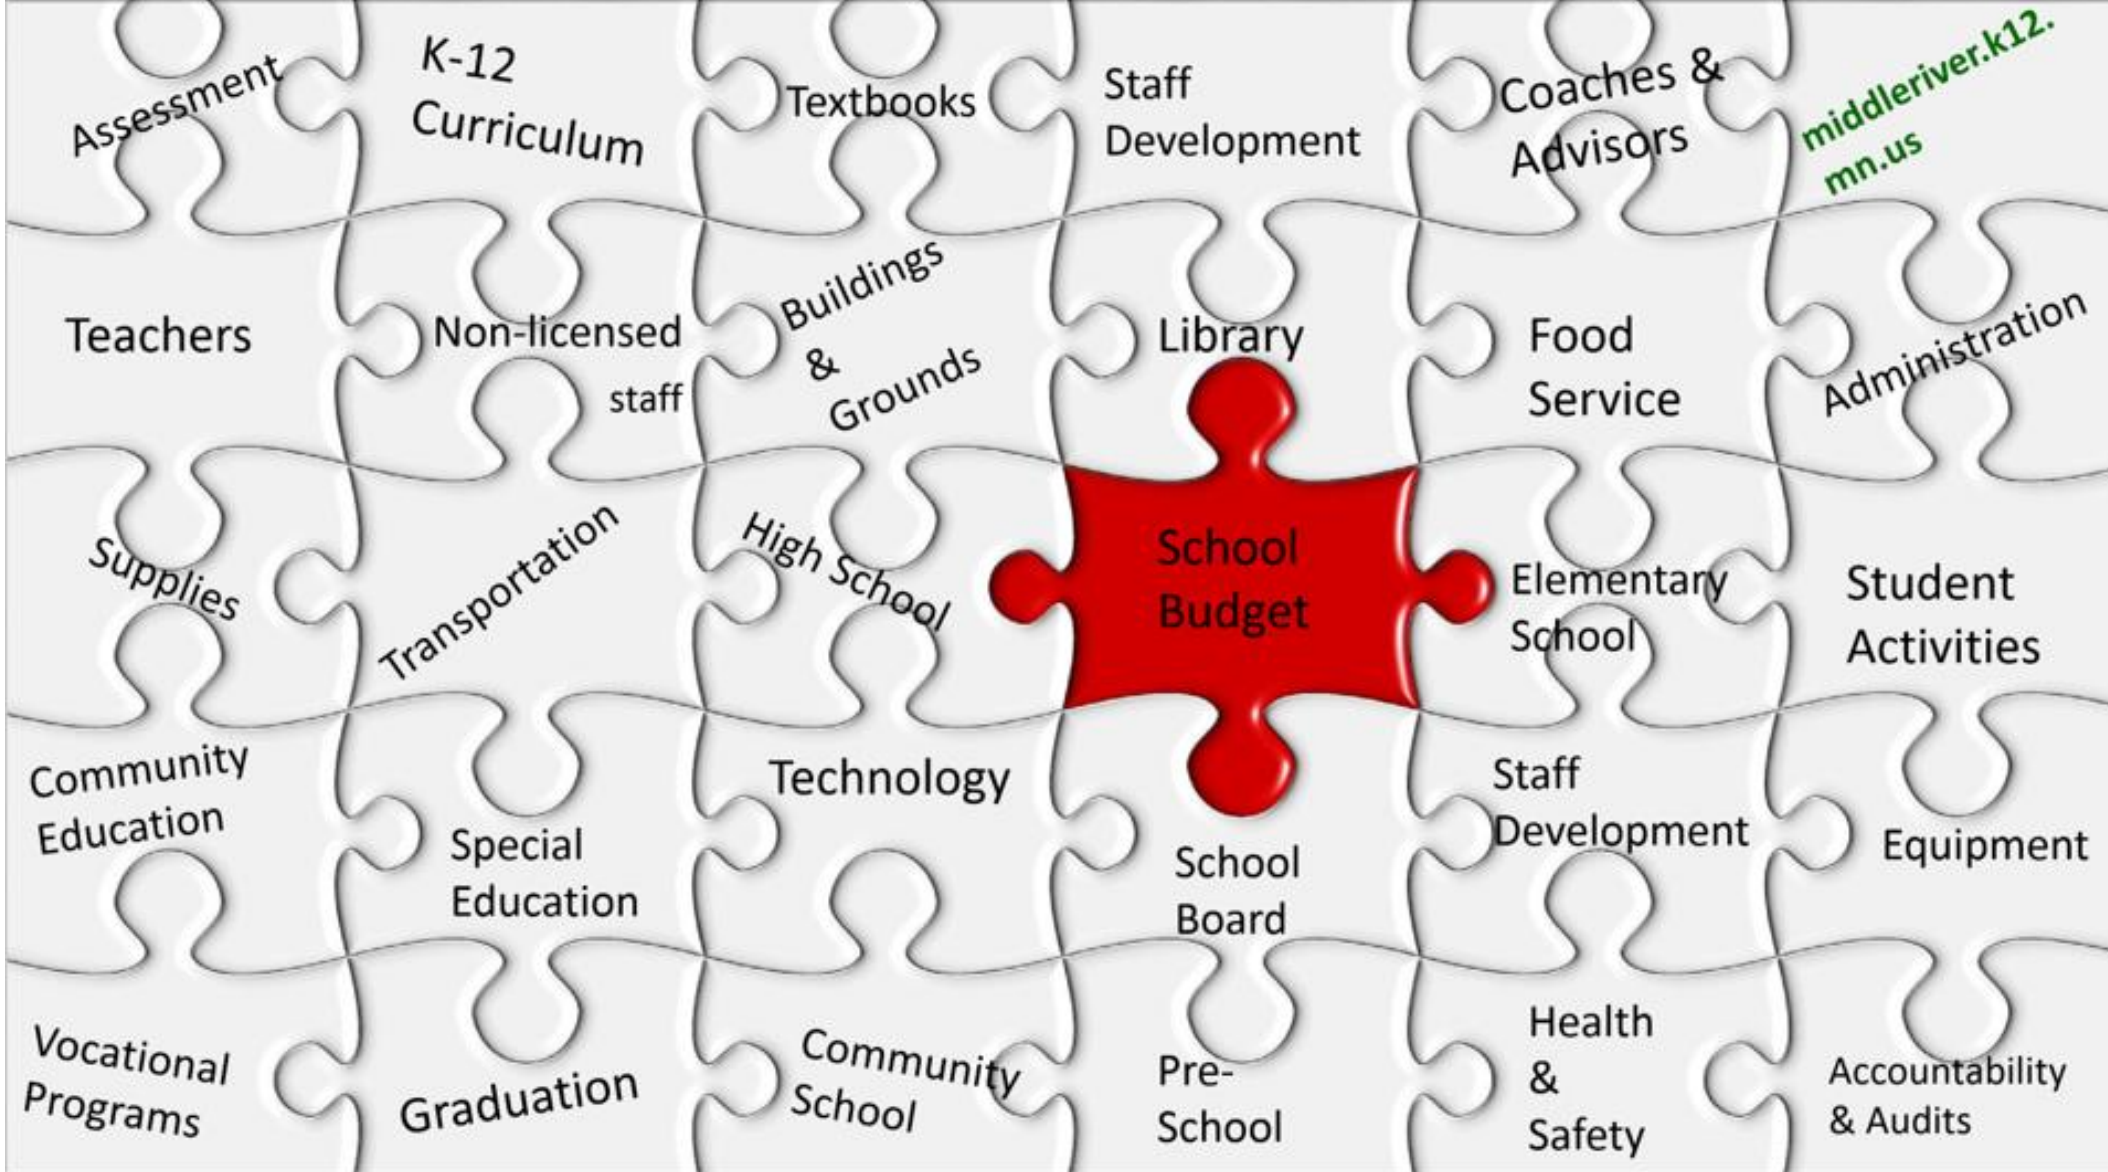 Assessment
K-12
Curriculum
Textbooks
Staff
Development
Coaches &
Advisors
middleriver.k12.
mn.us
Teachers
Non-licensed
staff
Buildings
&
Grounds
Library
Food
Service
Administration
Supplies
Transportation
High School
School
Budget
Elementary
School
Student
Activities
Community
Education
Special
Education
Technology
School
Board
Staff
Development
Equipment
Vocational
Programs
Graduation
Community
School
Pre-
School
Health
&
Safety
Accountability
& Audits